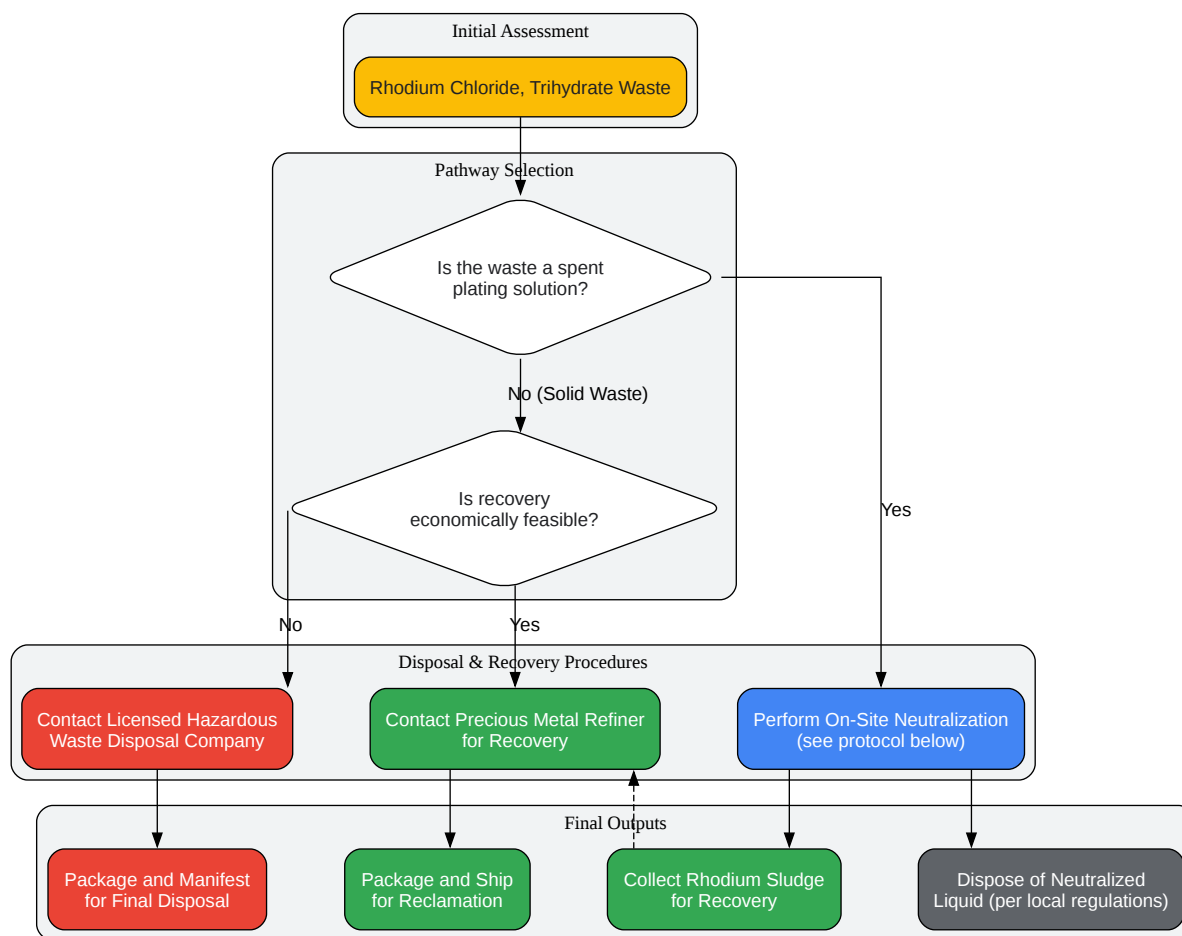 Initial Assessment
Rhodium Chloride, Trihydrate Waste
Pathway Selection
Is the waste a spent
plating solution?
No (Solid Waste)
Is recovery
economically feasible?
Yes
No
Yes
Disposal & Recovery Procedures
Contact Licensed Hazardous
Waste Disposal Company
Contact Precious Metal Refiner
for Recovery
Perform On-Site Neutralization
(see protocol below)
Final Outputs
Package and Manifest
for Final Disposal
Package and Ship
for Reclamation
Collect Rhodium Sludge
for Recovery
Dispose of Neutralized
Liquid (per local regulations)